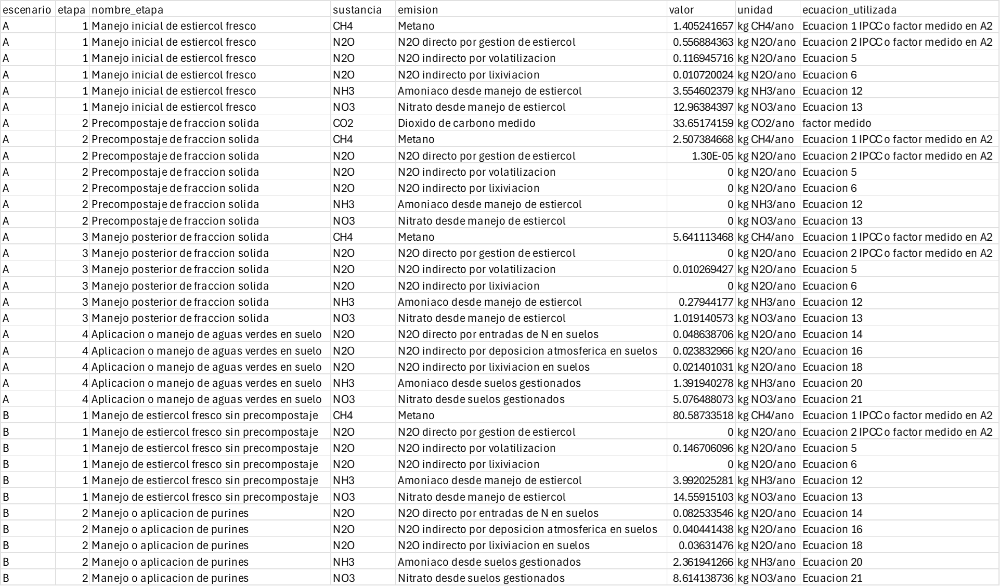 escenario etapa nombre_etapa sustancia emision valor unidad ecuacion_utilizada
A 1 Manejo inicial de estiercol fresco CH4 Metano 1.405241657 kg CH4/ano Ecuacion 1 IPCC o factor medido en A2
A 1 Manejo inicial de estiercol fresco N2O N2O directo por gestion de estiercol 0.556884363 kg N2O/ano Ecuacion 2 IPCC o factor medido en A2
A 1 Manejo inicial de estiercol fresco N2O N2O indirecto por volatilizacion 0.116945716 kg N2O/ano Ecuacion 5
A 1 Manejo inicial de estiercol fresco N2O N2O indirecto por lixiviacion 0.010720024 kg N2O/ano Ecuacion 6
A 1 Manejo inicial de estiercol fresco NH3 Amoniaco desde manejo de estiercol 3.554602379 kg NH3/ano Ecuacion 12
A 1 Manejo inicial de estiercol fresco NO3 Nitrato desde manejo de estiercol 12.96384397 kg NO3/ano Ecuacion 13
A 2 Precompostaje de fraccion solida CO2 Dioxido de carbono medido 33.65174159 kg CO2/ano factor medido
A 2 Precompostaje de fraccion solida CH4 Metano 2.507384668 kg CH4/ano Ecuacion 1 IPCC o factor medido en A2
A 2 Precompostaje de fraccion solida N2O N2O directo por gestion de estiercol 1.30E-05 kg N2O/ano Ecuacion 2 IPCC o factor medido en A2
A 2 Precompostaje de fraccion solida N2O N2O indirecto por volatilizacion 0 kg N2O/ano Ecuacion 5
A 2 Precompostaje de fraccion solida N2O N2O indirecto por lixiviacion 0 kg N2O/ano Ecuacion 6
A 2 Precompostaje de fraccion solida NH3 Amoniaco desde manejo de estiercol 0 kg NH3/ano Ecuacion 12
A 2 Precompostaje de fraccion solida NO3 Nitrato desde manejo de estiercol 0 kg NO3/ano Ecuacion 13
A 3 Manejo posterior de fraccion solida CH4 Metano 5.641113468 kg CH4/ano Ecuacion 1 IPCC o factor medido en A2
A 3 Manejo posterior de fraccion solida N2O N2O directo por gestion de estiercol 0 kg N2O/ano Ecuacion 2 IPCC o factor medido en A2
A 3 Manejo posterior de fraccion solida N2O N2O indirecto por volatilizacion 0.010269427 kg N2O/ano Ecuacion 5
A 3 Manejo posterior de fraccion solida N2O N2O indirecto por lixiviacion 0 kg N2O/ano Ecuacion 6
A 3 Manejo posterior de fraccion solida NH3 Amoniaco desde manejo de estiercol 0.27944177 kg NH3/ano Ecuacion 12
A 3 Manejo posterior de fraccion solida NO3 Nitrato desde manejo de estiercol 1.019140573 kg NO3/ano Ecuacion 13
A 4 Aplicacion o manejo de aguas verdes en suelo N2O N2O directo por entradas de N en suelos 0.048638706 kg N2O/ano Ecuacion 14
A 4 Aplicacion o manejo de aguas verdes en suelo N2O N2O indirecto por deposicion atmosferica en suelos 0.023832966 kg N2O/ano Ecuacion 16
A 4 Aplicacion o manejo de aguas verdes en suelo N2O N2O indirecto por lixiviacion en suelos 0.021401031 kg N2O/ano Ecuacion 18
A 4 Aplicacion o manejo de aguas verdes en suelo NH3 Amoniaco desde suelos gestionados 1.391940278 kg NH3/ano Ecuacion 20
A 4 Aplicacion o manejo de aguas verdes en suelo NO3 Nitrato desde suelos gestionados 5.076488073 kg NO3/ano Ecuacion 21
B 1 Manejo de estiercol fresco sin precompostaje CH4 Metano 80.58733518 kg CH4/ano Ecuacion 1 IPCC o factor medido en A2
B 1 Manejo de estiercol fresco sin precompostaje N2O N2O directo por gestion de estiercol 0 kg N2O/ano Ecuacion 2 IPCC o factor medido en A2
B 1 Manejo de estiercol fresco sin precompostaje N2O N2O indirecto por volatilizacion 0.146706096 kg N2O/ano Ecuacion 5
B 1 Manejo de estiercol fresco sin precompostaje N2O N2O indirecto por lixiviacion 0 kg N2O/ano Ecuacion 6
B 1 Manejo de estiercol fresco sin precompostaje NH3 Amoniaco desde manejo de estiercol 3.992025281 kg NH3/ano Ecuacion 12
B 1 Manejo de estiercol fresco sin precompostaje NO3 Nitrato desde manejo de estiercol 14.55915103 kg NO3/ano Ecuacion 13
B 2 Manejo o aplicacion de purines N2O N2O directo por entradas de N en suelos 0.082533546 kg N2O/ano Ecuacion 14
B 2 Manejo o aplicacion de purines N2O N2O indirecto por deposicion atmosferica en suelos 0.040441438 kg N2O/ano Ecuacion 16
B 2 Manejo o aplicacion de purines N2O N2O indirecto por lixiviacion en suelos 0.03631476 kg N2O/ano Ecuacion 18
B 2 Manejo o aplicacion de purines NH3 Amoniaco desde suelos gestionados 2.361941266 kg NH3/ano Ecuacion 20
B 2 Manejo o aplicacion de purines NO3 Nitrato desde suelos gestionados 8.614138736 kg NO3/ano Ecuacion 21